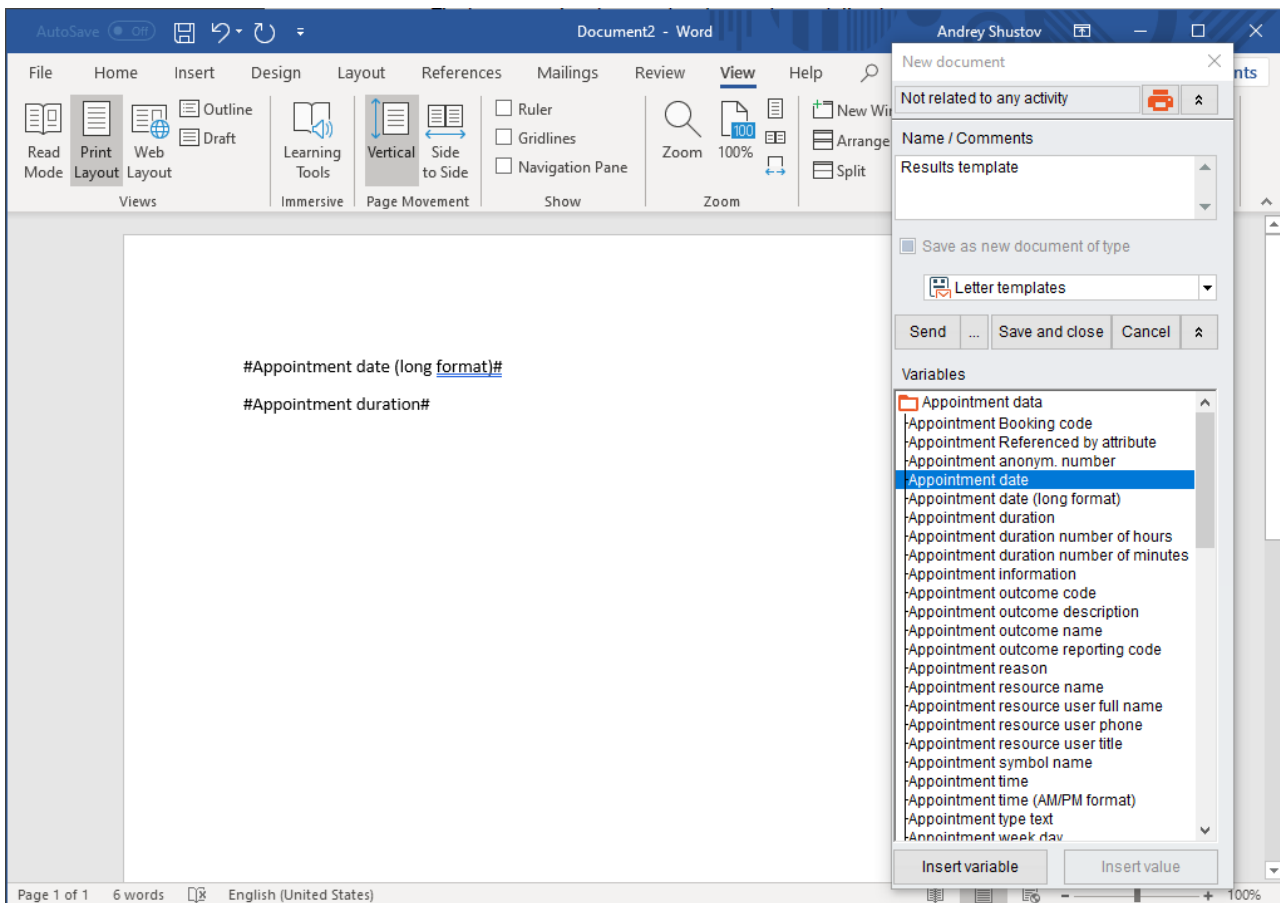 AutoSave Off
Document2 - Word
Andrey Shustov
File Home Insert Design Layout References Mailings Review View Help
nts
Read Mode
Print Layout
Web Layout
Outline
Draft
Views
Learning Tools
Immersive
Vertical
Side to Side
Page Movement
Ruler
Gridlines
Navigation Pane
Show
Zoom
100
100%
Zoom
New Wi
Arrange
Split
#Appointment date (long format)#
#Appointment duration#
New document
Not related to any activity
Name / Comments
Results template
Save as new document of type
Letter templates
Send ... Save and close Cancel
Variables
Appointment data
Appointment Booking code
Appointment Referenced by attribute
Appointment anonym. number
Appointment date
Appointment date (long format)
Appointment duration
Appointment duration number of hours
Appointment duration number of minutes
Appointment information
Appointment outcome code
Appointment outcome description
Appointment outcome name
Appointment outcome reporting code
Appointment reason
Appointment resource name
Appointment resource user full name
Appointment resource user phone
Appointment resource user title
Appointment symbol name
Appointment time
Appointment time (AM/PM format)
Appointment type text
Appointment week day
Insert variable Insert value
Page 1 of 1 6 words English (United States) - + 100%